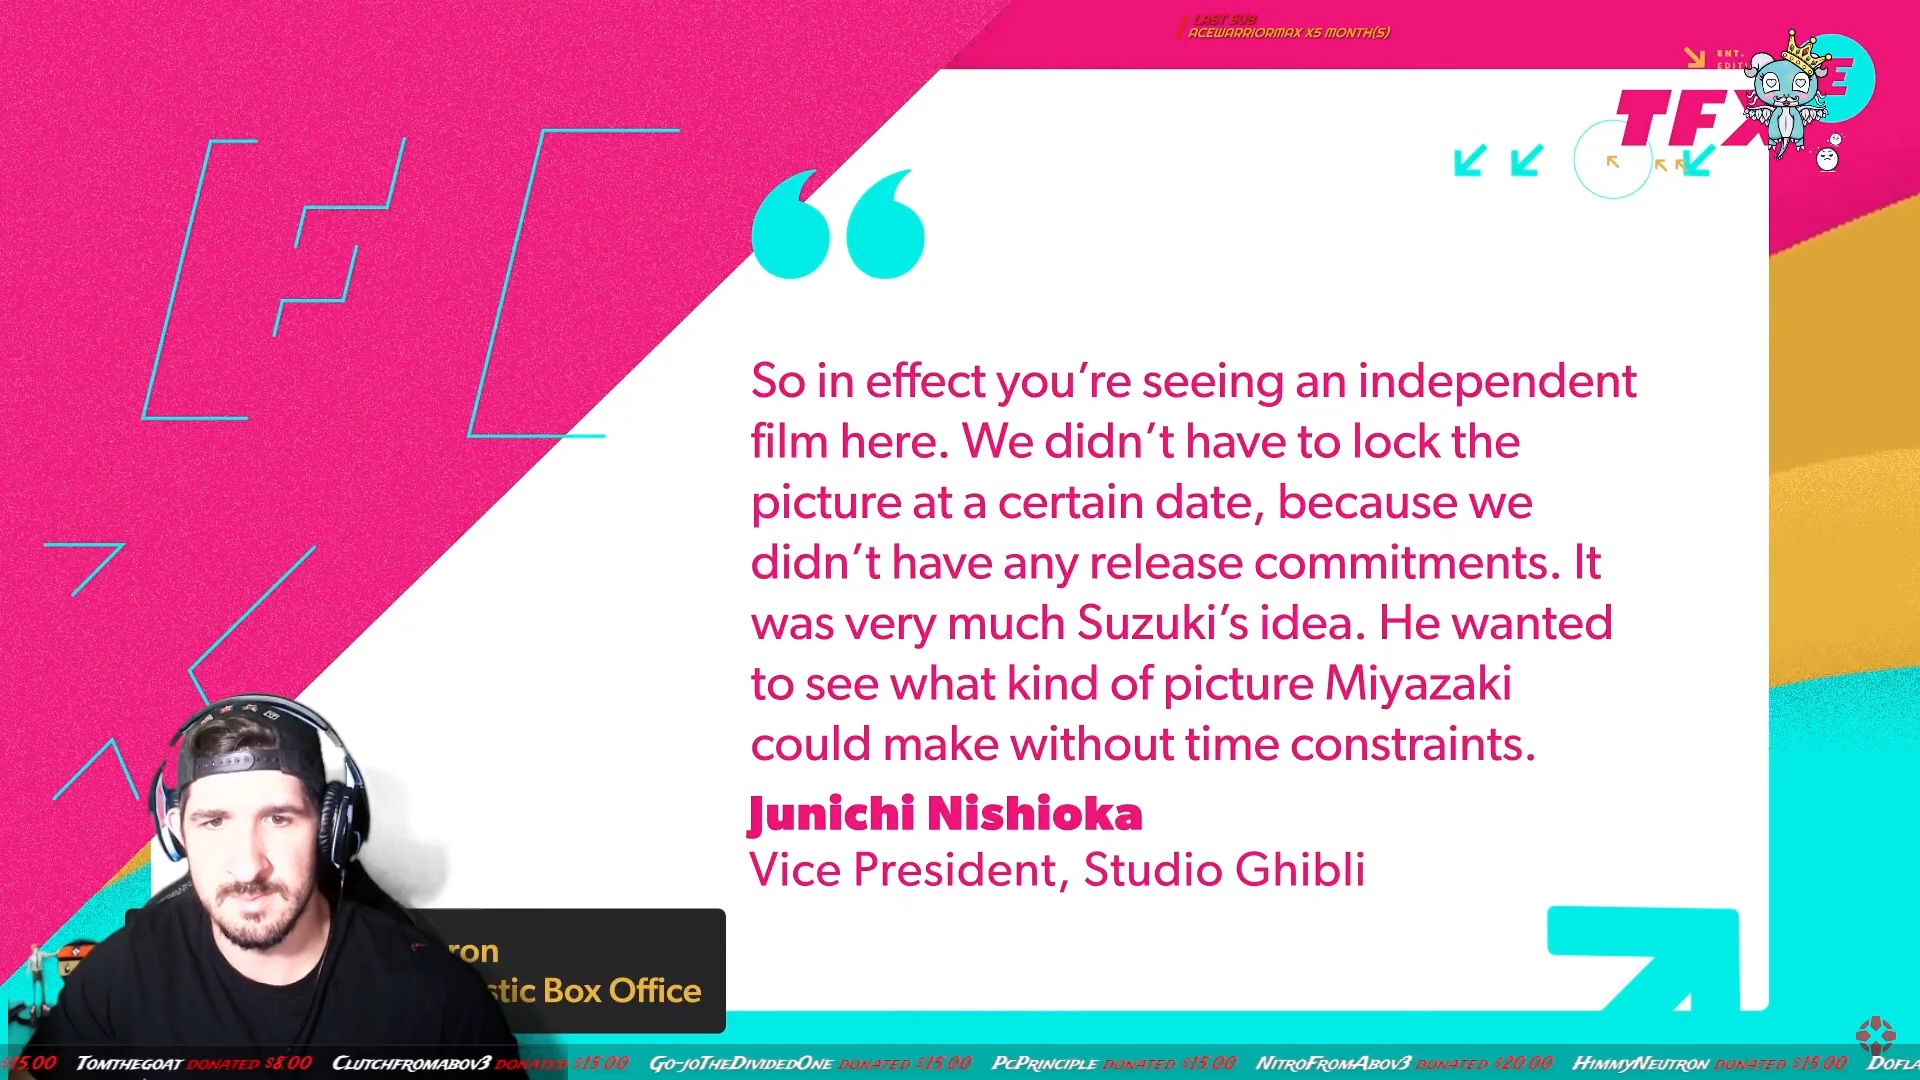 LAST SUB
ACEWARRIORMAX X5 MONTH(S)
ENT.
TFX
E
So in effect you’re seeing an independent
film here. We didn’t have to lock the
picture at a certain date, because we
didn’t have any release commitments. It
was very much Suzuki’s idea. He wanted
to see what kind of picture Miyazaki
could make without time constraints.
Junichi Nishioka
Vice President, Studio Ghibli
Box Office
$15.00 TOMTHEGOAT DONATED $8.00 CLUTCHFROMABOV3 DONATED $15.00 GO-JOTHEDIVIDEDONE DONATED $15.00 PCPRINCIPLE DONATED $15.00 NITROFROMABOV3 DONATED $20.00 HIMMYNEUTRON DONATED $15.00